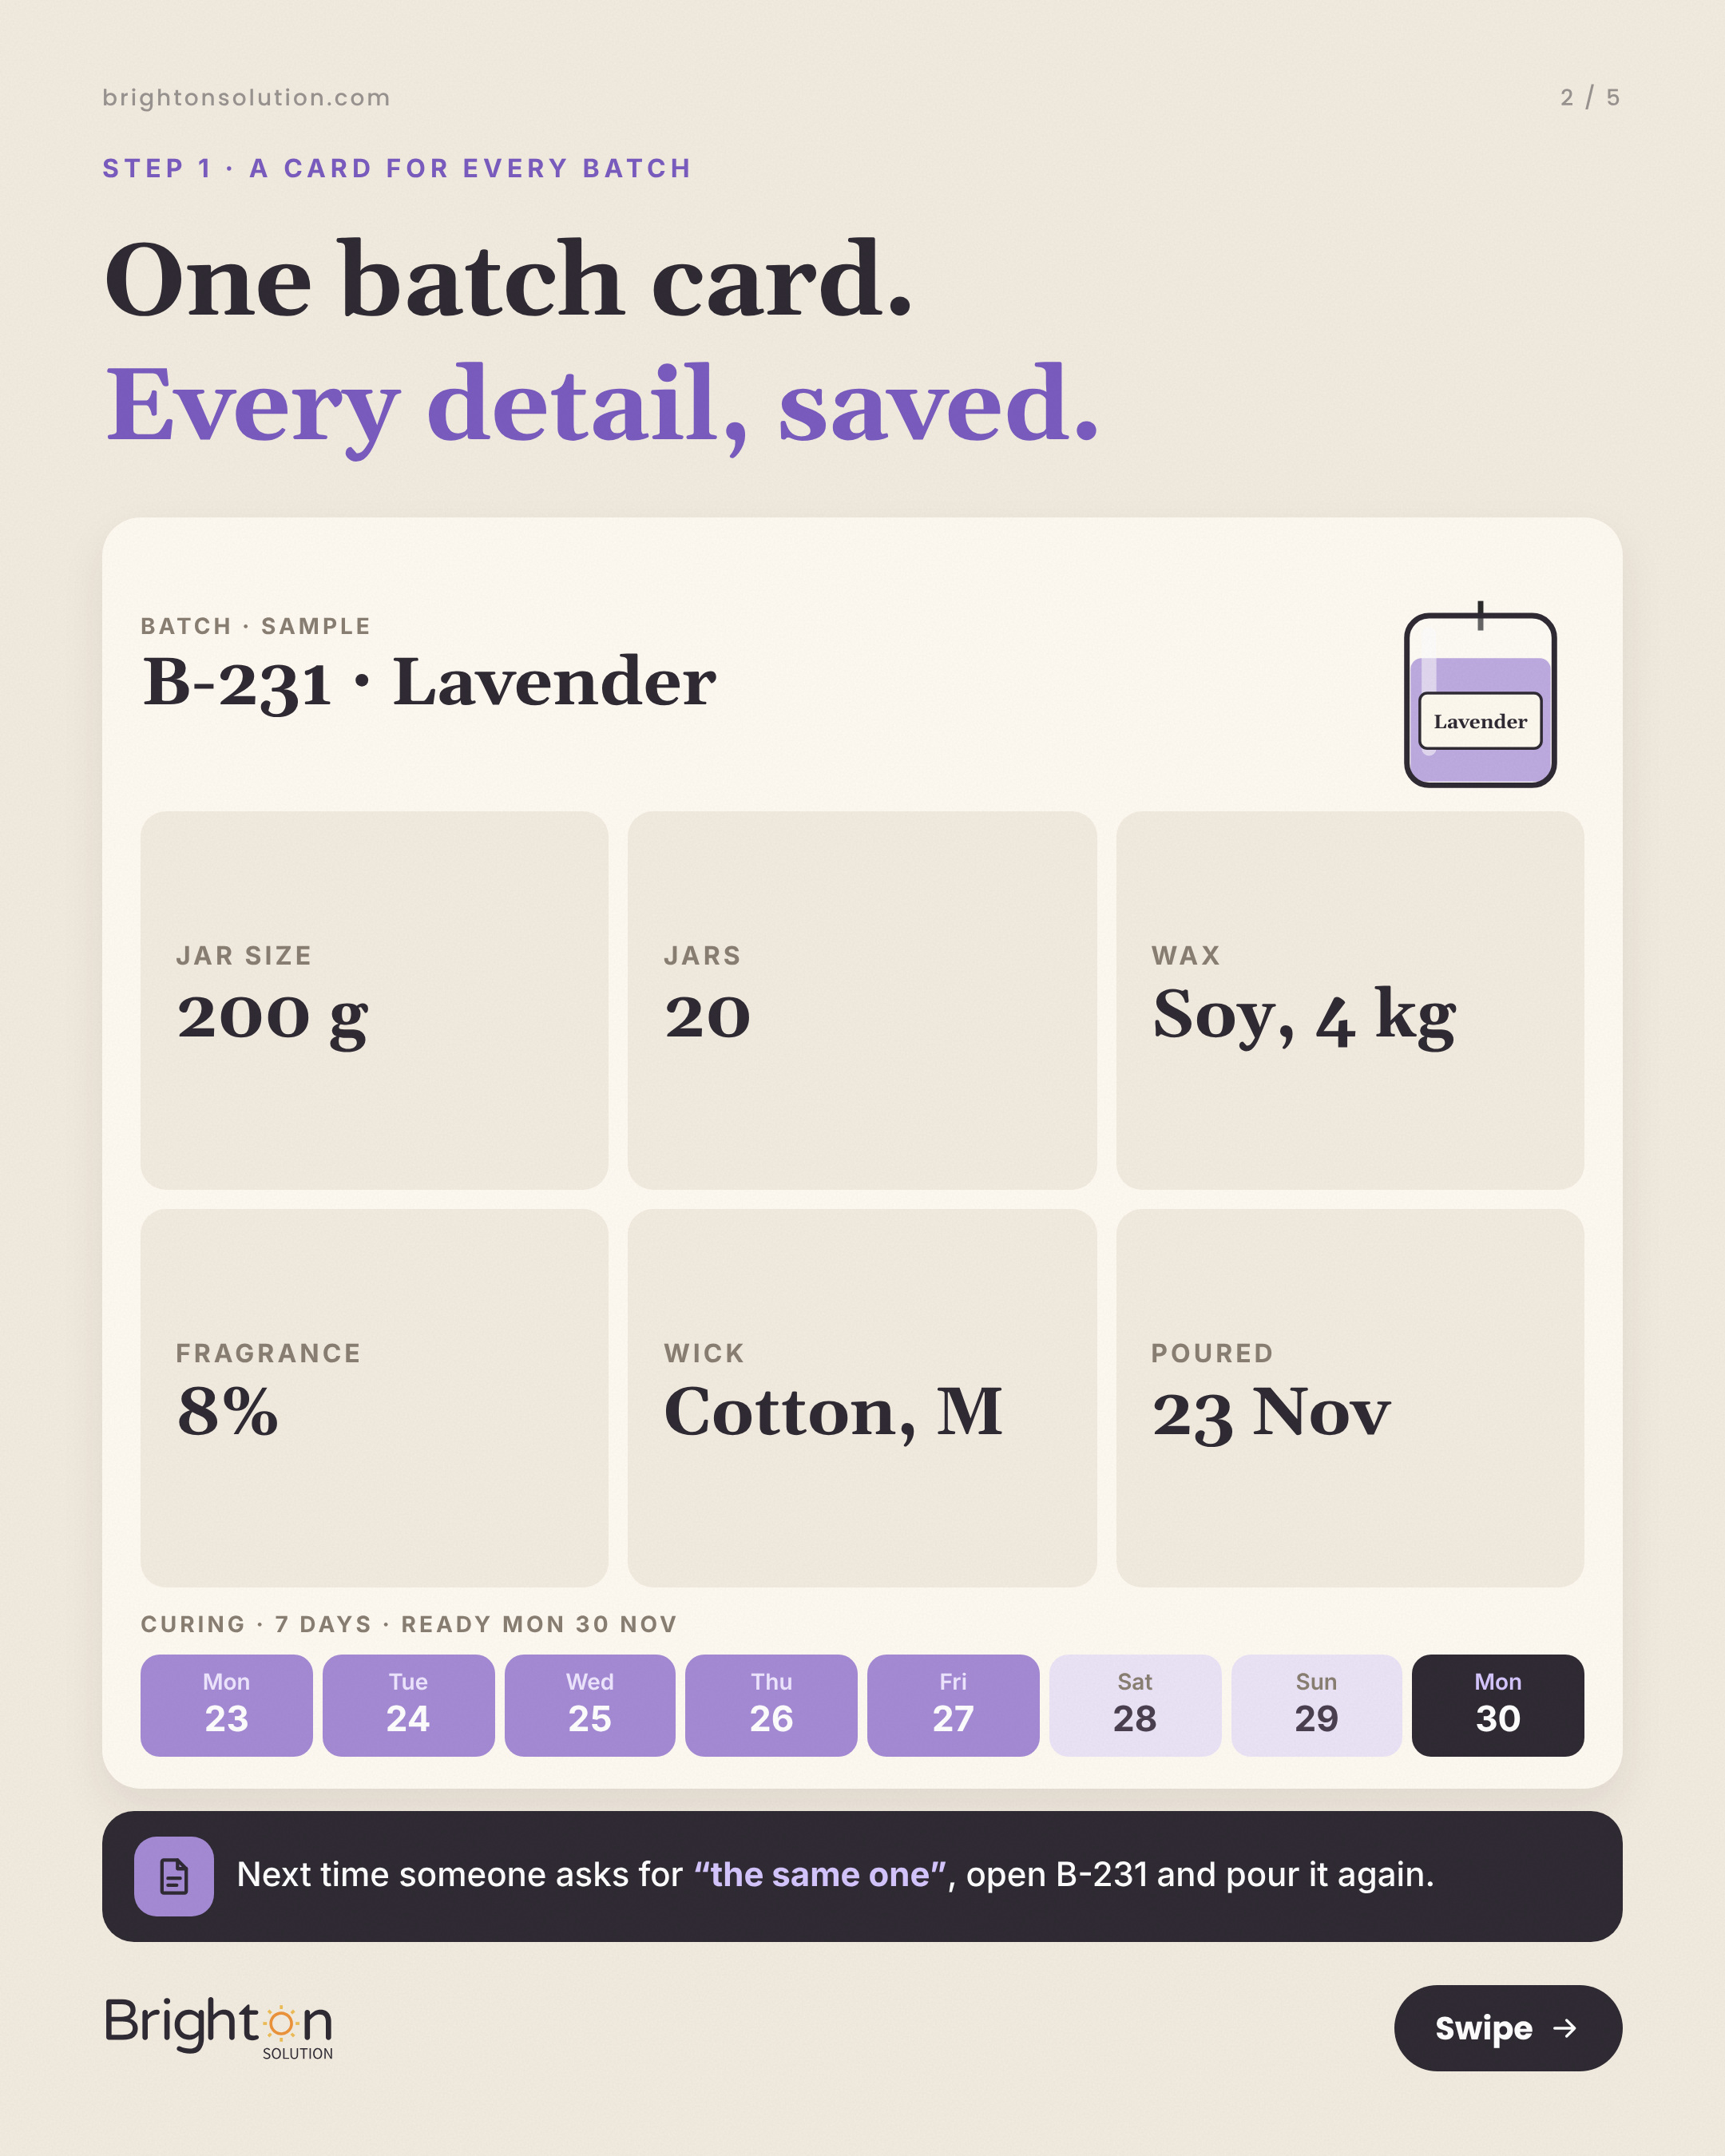 brightonsolution.com
2 / 5
STEP 1 · A CARD FOR EVERY BATCH
One batch card.
Every detail, saved.
BATCH · SAMPLE
B-231 · Lavender
Lavender
JAR SIZE
200 g
JARS
20
WAX
Soy, 4 kg
FRAGRANCE
8%
WICK
Cotton, M
POURED
23 Nov
CURING · 7 DAYS · READY MON 30 NOV
Mon
23
Tue
24
Wed
25
Thu
26
Fri
27
Sat
28
Sun
29
Mon
30
Next time someone asks for “the same one”, open B-231 and pour it again.
Brighton
SOLUTION
Swipe →